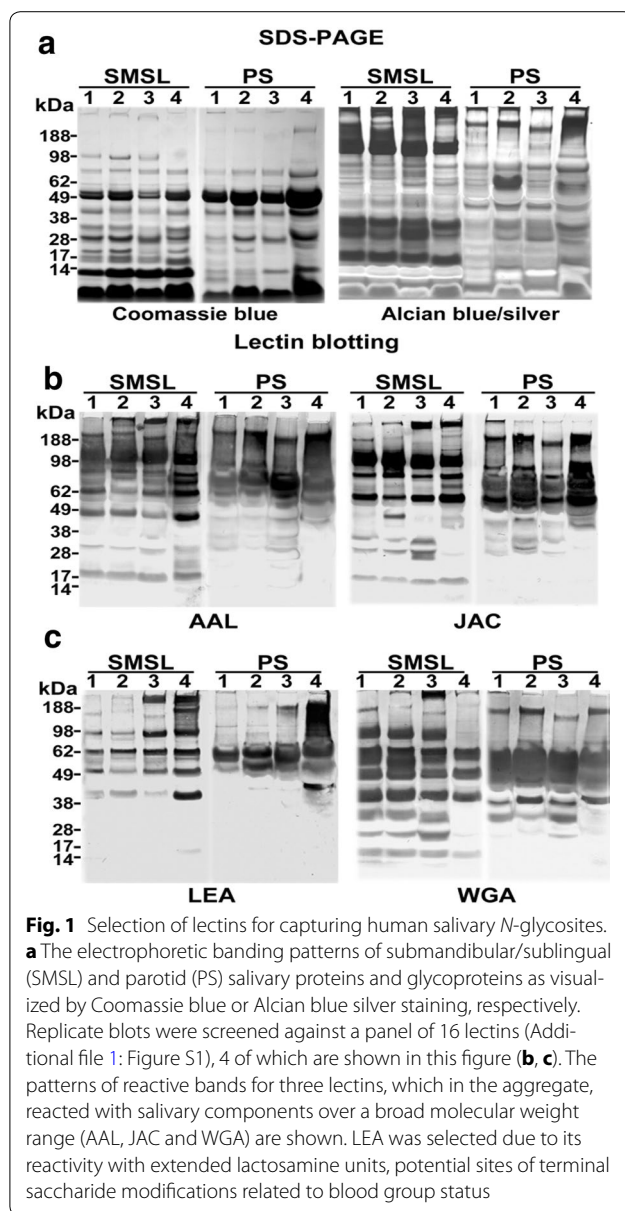 a
SDS-PAGE
SMSL PS SMSL PS
kDa 1 2 3 4 1 2 3 4 1 2 3 4 1 2 3 4
188-
98-
62-
49-
38-
28-
17-
14-
Coomassie blue Alcian blue/silver
Lectin blotting
b
SMSL PS SMSL PS
kDa 1 2 3 4 1 2 3 4 1 2 3 4 1 2 3 4
188-
98-
62-
49-
38-
28-
17-
14-
AAL JAC
c
SMSL PS SMSL PS
kDa 1 2 3 4 1 2 3 4 1 2 3 4 1 2 3 4
188-
98-
62-
49-
38-
28-
17-
14-
LEA WGA
Fig. 1 Selection of lectins for capturing human salivary N-glycosites.
a The electrophoretic banding patterns of submandibular/sublingual
(SMSL) and parotid (PS) salivary proteins and glycoproteins as visual-
ized by Coomassie blue or Alcian blue silver staining, respectively.
Replicate blots were screened against a panel of 16 lectins (Addi-
tional file 1: Figure S1), 4 of which are shown in this figure (b, c). The
patterns of reactive bands for three lectins, which in the aggregate,
reacted with salivary components over a broad molecular weight
range (AAL, JAC and WGA) are shown. LEA was selected due to its
reactivity with extended lactosamine units, potential sites of terminal
saccharide modifications related to blood group status